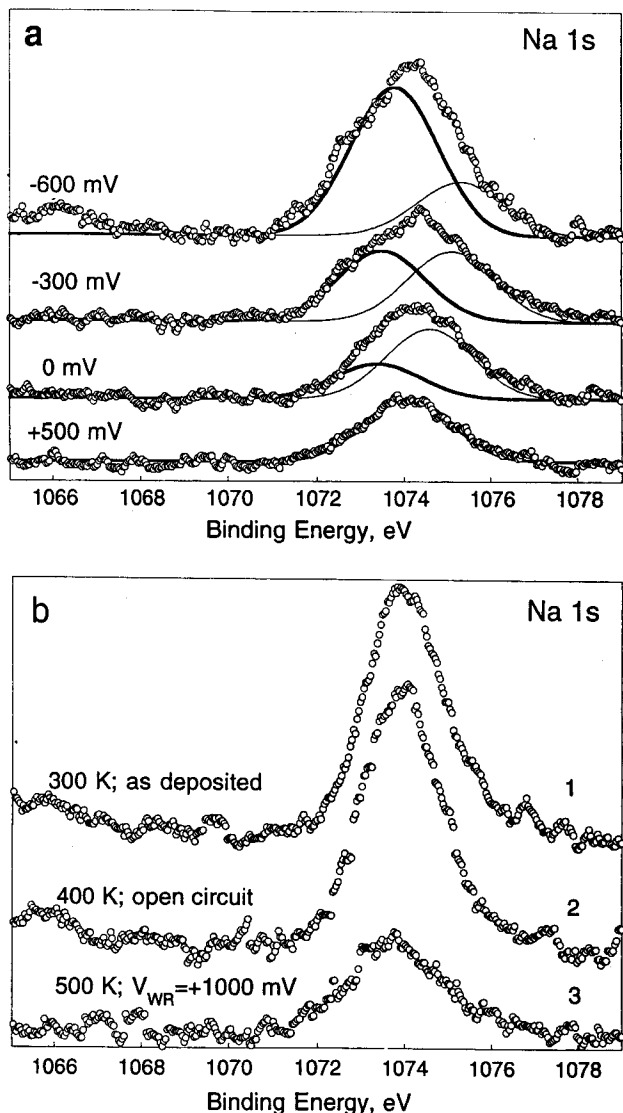 a
Na 1s
-600 mV
-300 mV
0 mV
+500 mV
1066 1068 1070 1072 1074 1076 1078
Binding Energy, eV
b
Na 1s
300 K; as deposited
1
400 K; open circuit
2
500 K; V_WR=+1000 mV
3
1066 1068 1070 1072 1074 1076 1078
Binding Energy, eV